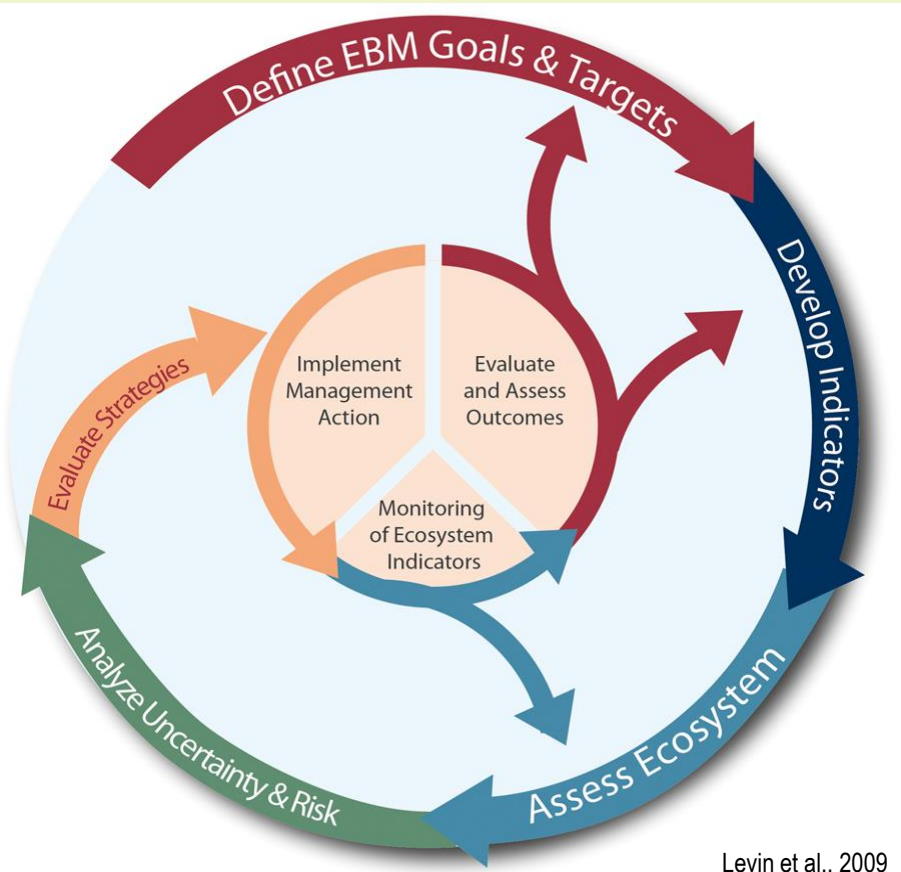 Define EBM Goals & Targets
Develop Indicators
Assess Ecosystem
Analyze Uncertainty & Risk
Evaluate Strategies
Implement
Management
Action
Evaluate
and Assess
Outcomes
Monitoring
of Ecosystem
Indicators
Levin et al.. 2009